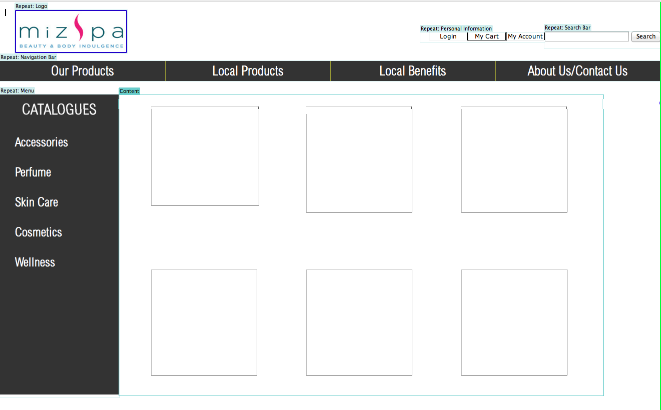 Repeat: Logo
mizspa
BEAUTY & BODY INDULGENCE
Repeat: Personal Information
Login
My Cart
My Account
Repeat: Search Bar
Search
Repeat: Navigation Bar
Our Products
Local Products
Local Benefits
About Us/Contact Us
Repeat: Menu
Content
CATALOGUES
Accessories
Perfume
Skin Care
Cosmetics
Wellness